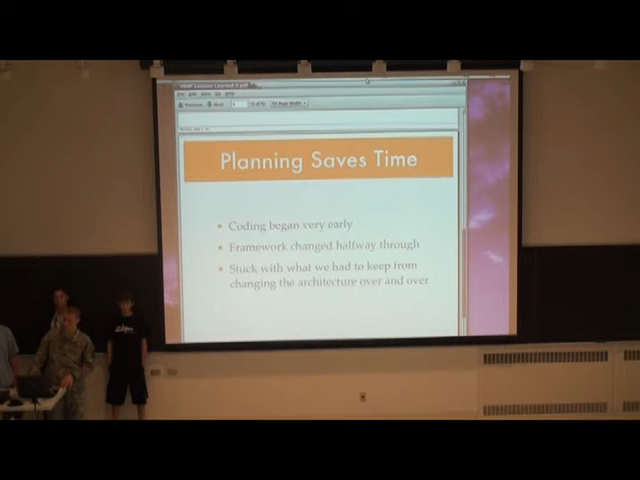 Planning Saves Time
• Coding began very early
• Framework changed halfway through
• Stuck with what we had to keep from
changing the architecture over and over